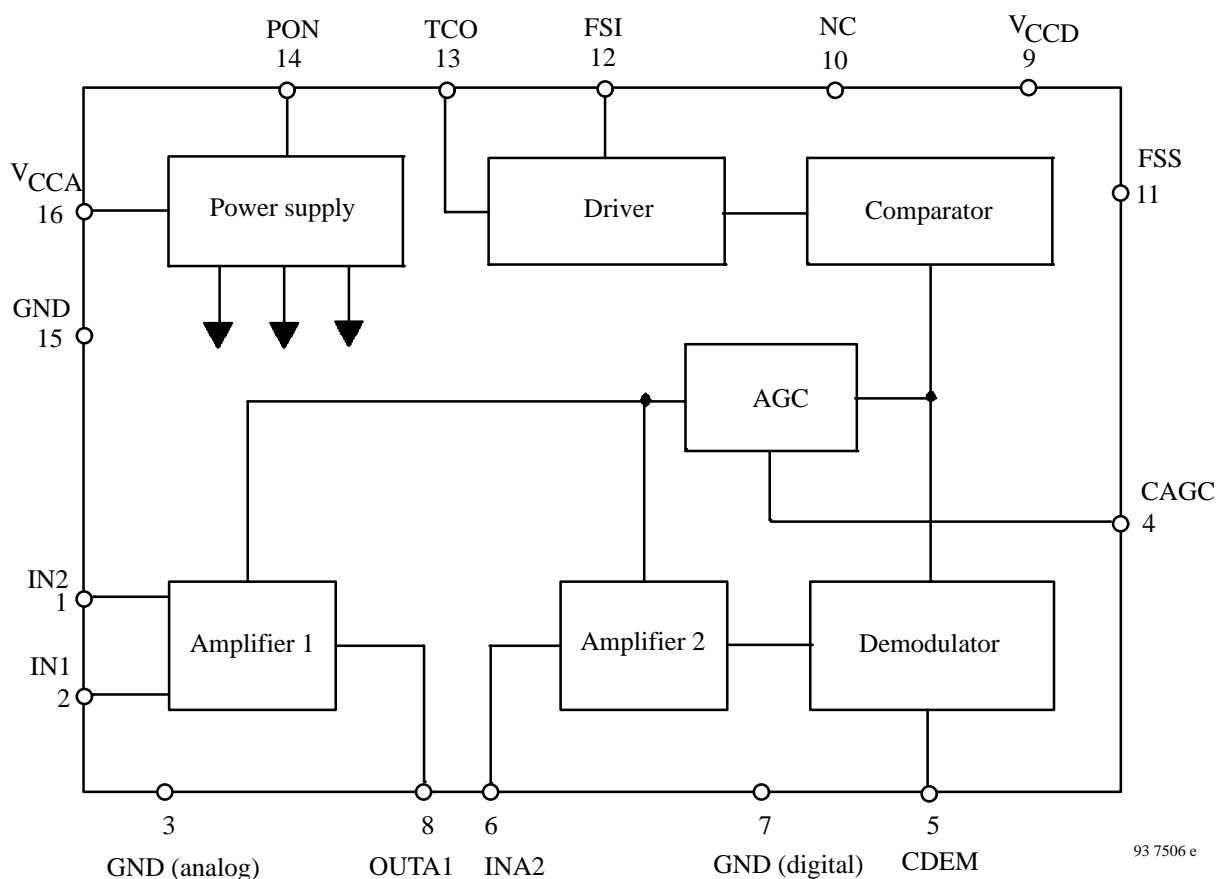 PON
14
TCO
13
FSI
12
NC
10
VCCD
9
VCCA
16
Power supply
Driver
Comparator
FSS
11
GND
15
AGC
CAGC
4
IN2
1
Amplifier 1
Amplifier 2
Demodulator
IN1
2
3
GND (analog)
8
OUTA1
6
INA2
7
GND (digital)
5
CDEM
93 7506 e